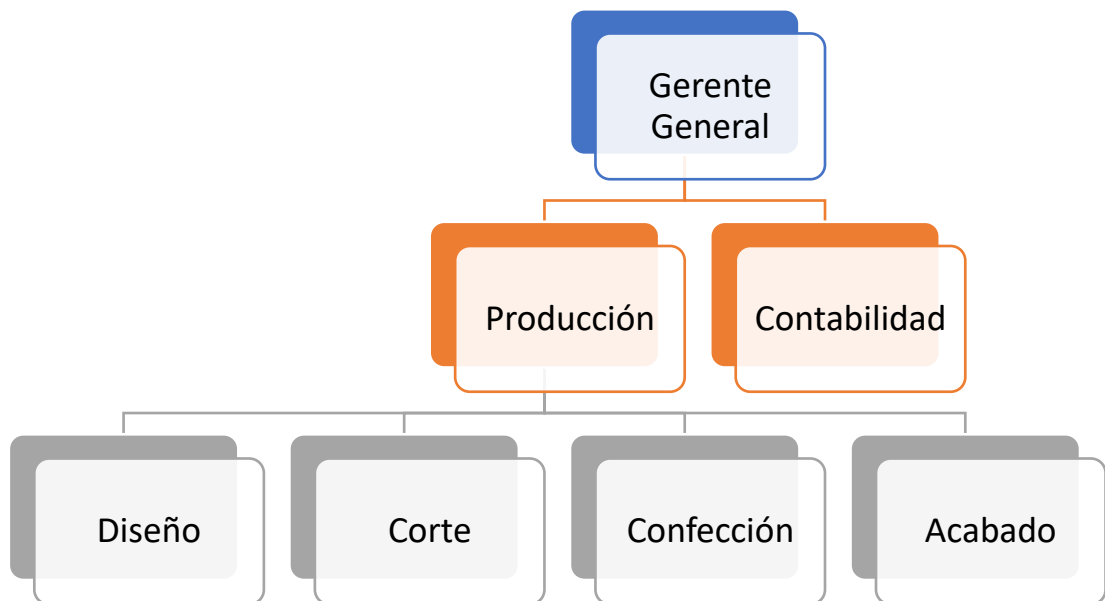 Gerente
General
Producción
Contabilidad
Diseño
Corte
Confección
Acabado